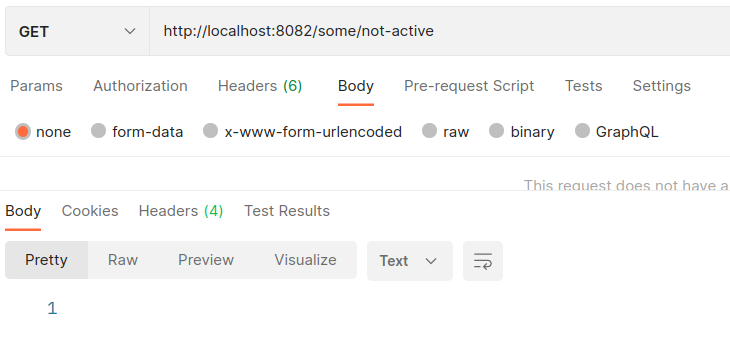 GET http://localhost:8082/some/not-active
Params Authorization Headers (6) Body Pre-request Script Tests Settings
none form-data x-www-form-urlencoded raw binary GraphQL
This request does not have a
Body Cookies Headers (4) Test Results
Pretty Raw Preview Visualize Text
1